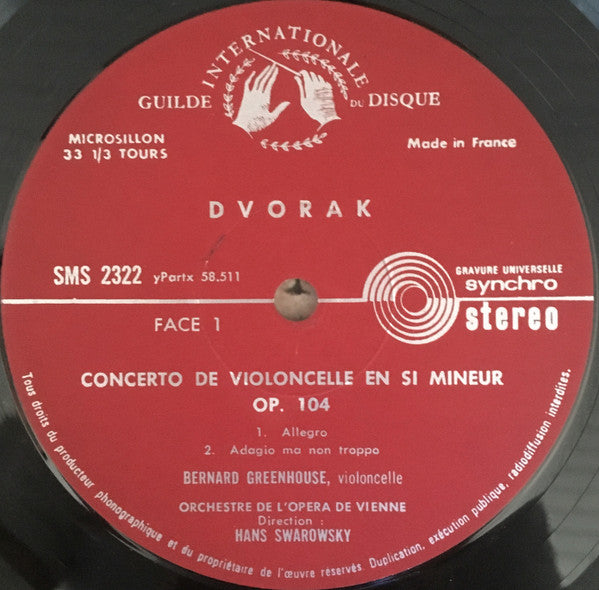 GUILDE INTERNATIONALE DU DISQUE
MICROSILLON
33 1/3 TOURS
Made in France
DVORAK
SMS 2322 yPartx 58.511
GRAVURE UNIVERSELLE
synchro
stereo
FACE 1
CONCERTO DE VIOLONCELLE EN SI MINEUR
OP. 104
1. Allegro
2. Adagio ma non troppo
BERNARD GREENHOUSE, violoncelle
ORCHESTRE DE L'OPERA DE VIENNE
Direction :
HANS SWAROWSKY
Tous droits du producteur phonographique et du propriétaire de l'œuvre réservés. Duplication, exécution publique, radiodiffusion interdites.